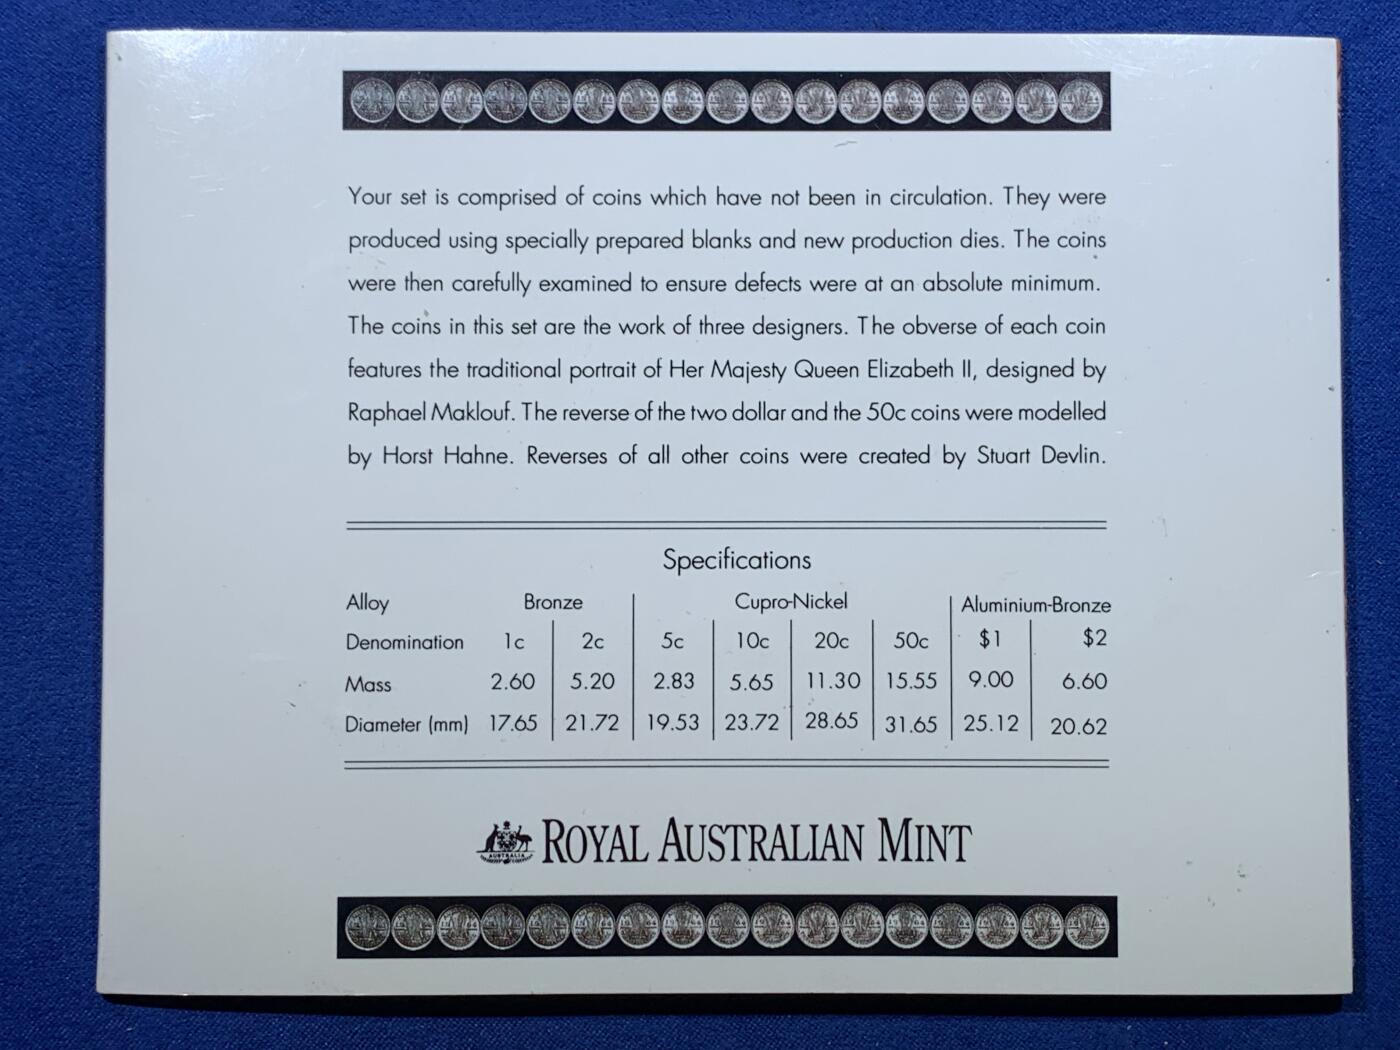 Your set is comprised of coins which have not been in circulation. They were
produced using specially prepared blanks and new production dies. The coins
were then carefully examined to ensure defects were at an absolute minimum.
The coins in this set are the work of three designers. The obverse of each coin
features the traditional portrait of Her Majesty Queen Elizabeth II, designed by
Raphael Maklouf. The reverse of the two dollar and the 50c coins were modelled
by Horst Hahne. Reverses of all other coins were created by Stuart Devlin.
Specifications
Alloy Bronze Cupro-Nickel Aluminium-Bronze
Denomination 1c 2c 5c 10c 20c 50c $1 $2
Mass 2.60 5.20 2.83 5.65 11.30 15.55 9.00 6.60
Diameter (mm) 17.65 21.72 19.53 23.72 28.65 31.65 25.12 20.62
AUSTRALIA
ROYAL AUSTRALIAN MINT